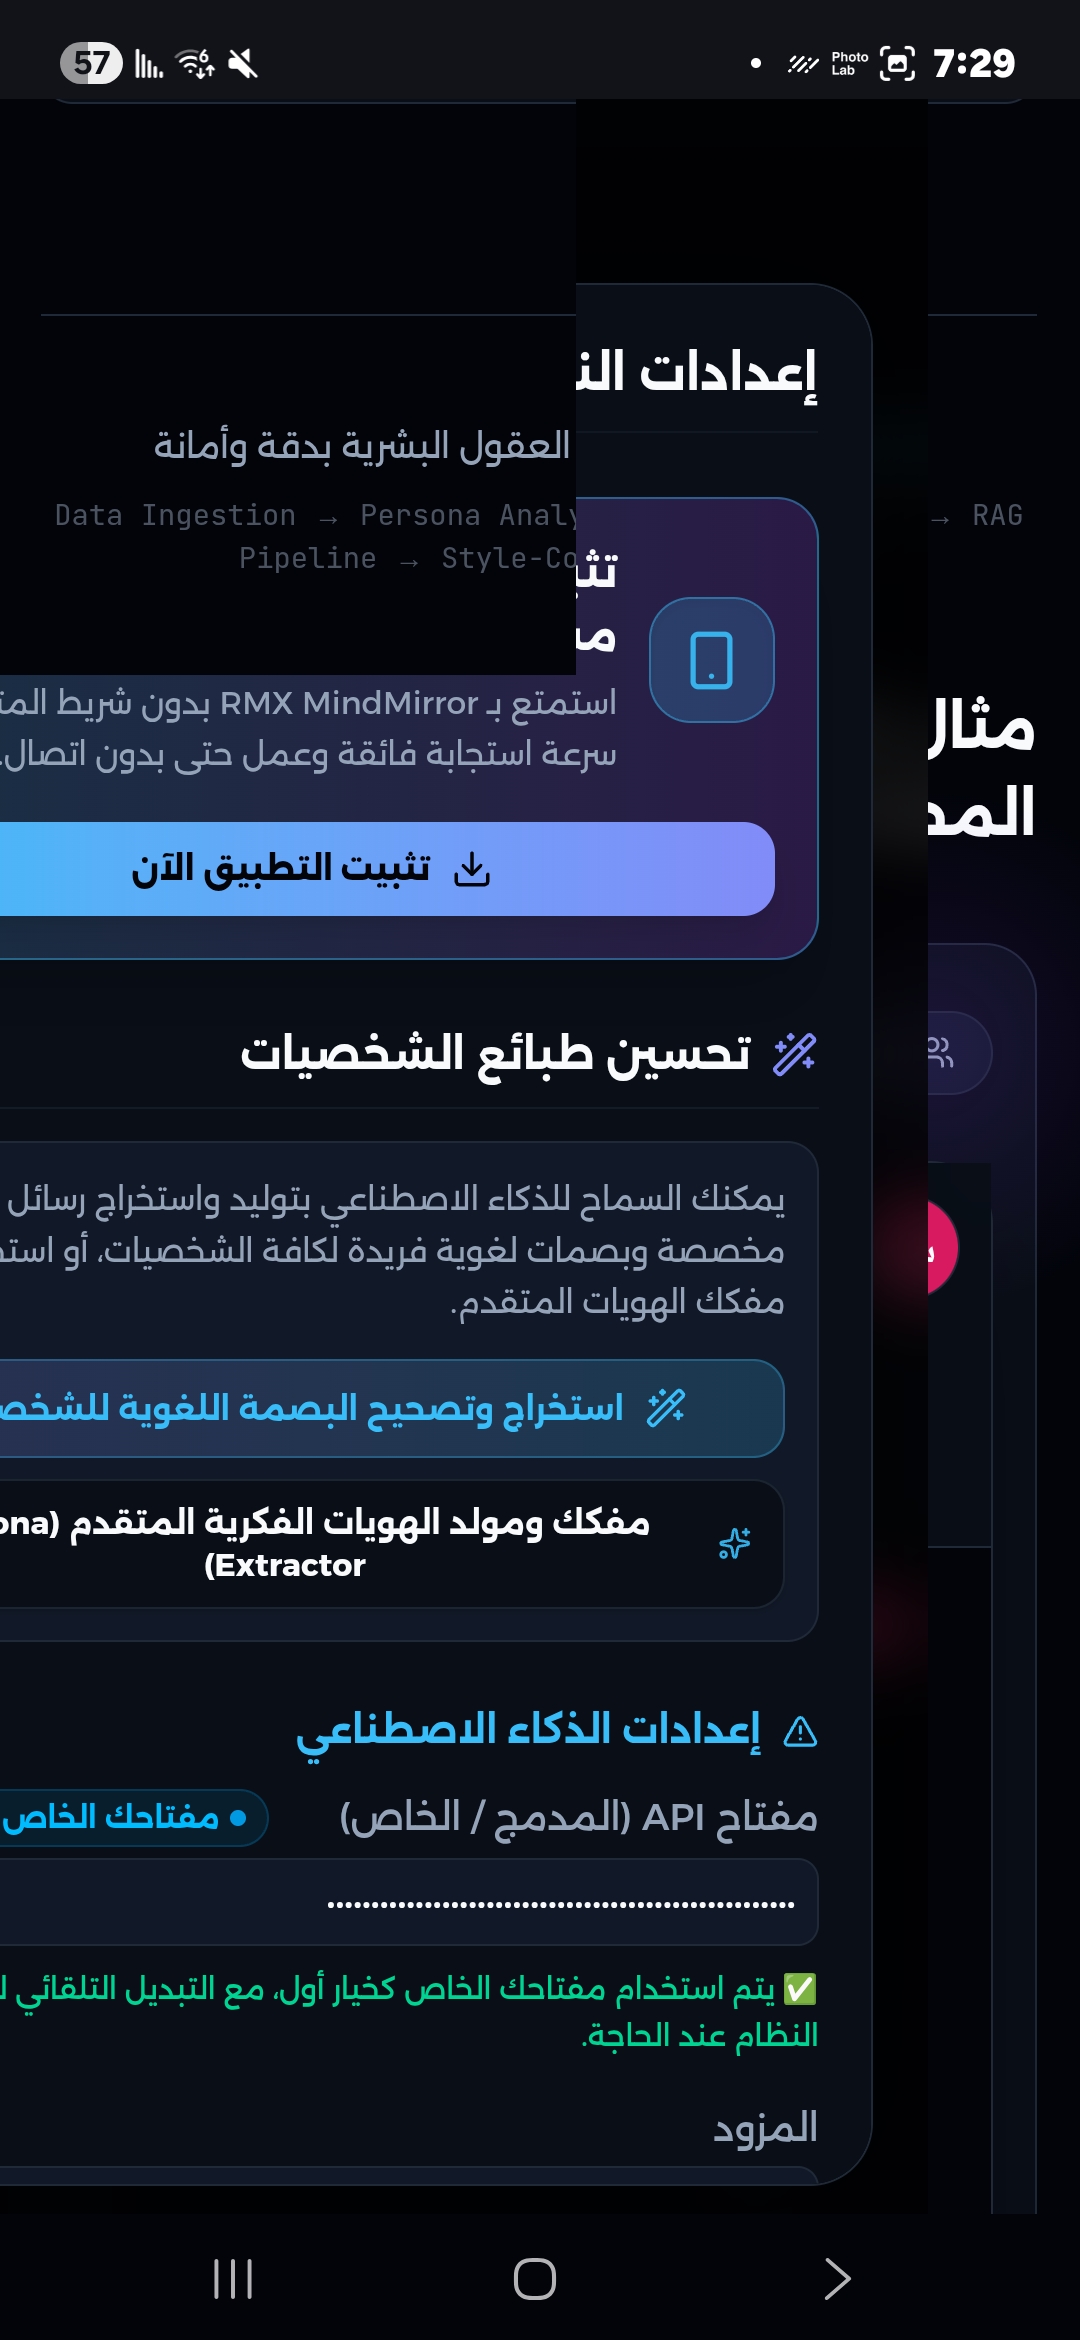 57
6
Photo
Lab
7:29
إعدادات
العقول البشرية بدقة وأمانة
Data Ingestion → Persona → RAG
Pipeline →
استمتع بـ RMX MindMirror بدون شريط
سرعة استجابة فائقة وعمل حتى بدون اتصال.
مثال
تثبيت التطبيق الآن
تحسين طبائع الشخصيات
يمكنك السماح للذكاء الاصطناعي بتوليد واستخراج رسائل
مخصصة وبصمات لغوية فريدة لكافة الشخصيات، أو
مفكك الهويات المتقدم.
استخراج وتصحيح البصمة اللغوية
مفكك ومولد الهويات الفكرية المتقدم
(Extractor
إعدادات الذكاء الاصطناعي
مفتاح API (المدمج / الخاص)
مفتاحك الخاص
✅ يتم استخدام مفتاحك الخاص كخيار أول، مع التبديل التلقائي
النظام عند الحاجة.
المزود